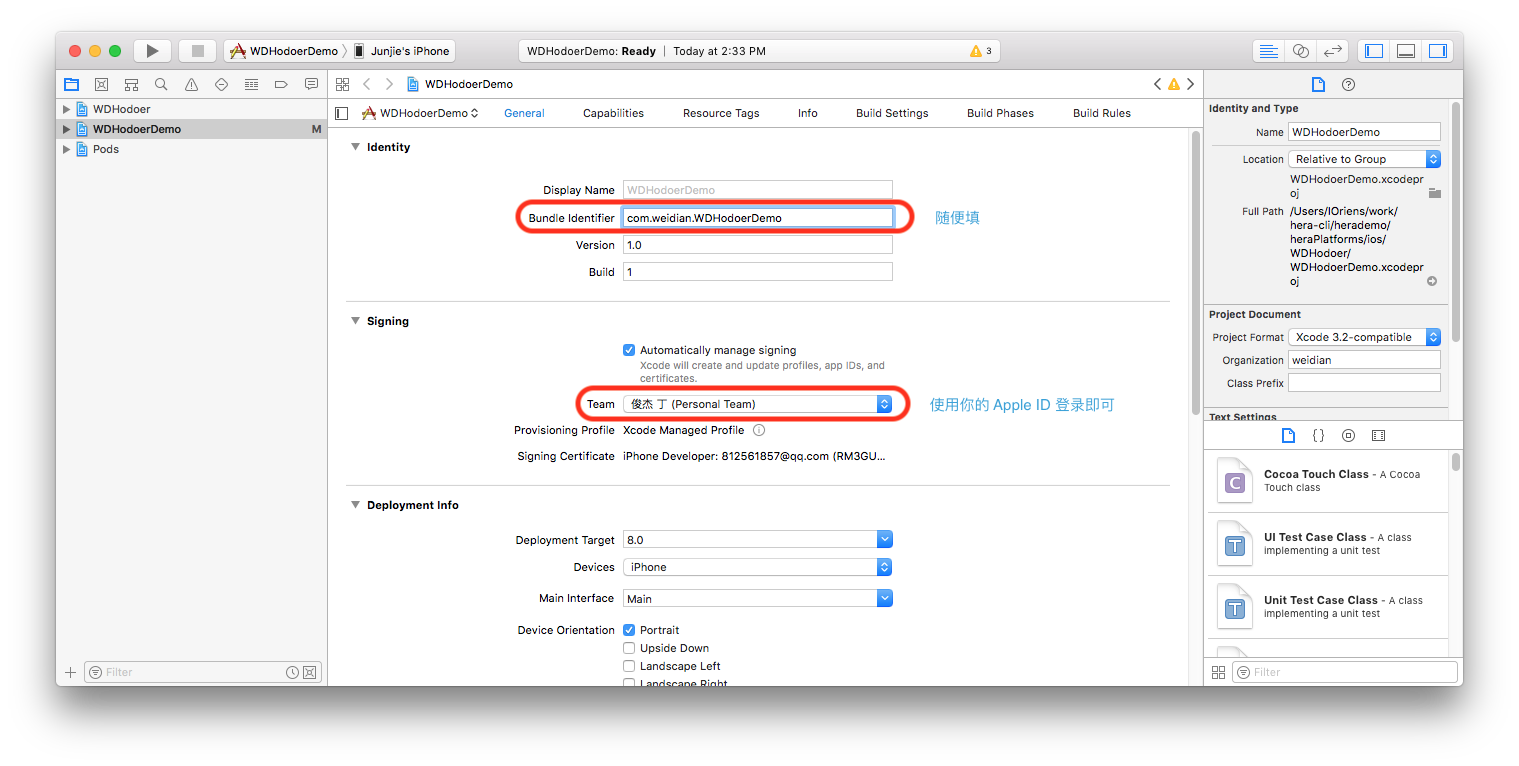 WDHodoerDemo Junjie's iPhone
WDHodoerDemo: Ready | Today at 2:33 PM
3
WDHodoer
WDHodoerDemo M
Pods
Filter
WDHodoerDemo
WDHodoerDemo General Capabilities Resource Tags Info Build Settings Build Phases Build Rules
Identity
Display Name WDHodoerDemo
Bundle Identifier com.weidian.WDHodoerDemo 随便填
Version 1.0
Build 1
Signing
Automatically manage signing
Xcode will create and update profiles, app IDs, and
certificates.
Team 俊杰 丁 (Personal Team) 使用你的 Apple ID 登录即可
Provisioning Profile Xcode Managed Profile
Signing Certificate iPhone Developer: 812561857@qq.com (RM3GU...
Deployment Info
Deployment Target 8.0
Devices iPhone
Main Interface Main
Device Orientation Portrait
Upside Down
Landscape Left
Landscape Right
Identity and Type
Name WDHodoerDemo
Location Relative to Group
WDHodoerDemo.xcodepr
oj
Full Path /Users/IOriens/work/
hera-cli/herademo/
heraPlatforms/ios/
WDHodoer/
WDHodoerDemo.xcodepr
oj
Project Document
Project Format Xcode 3.2-compatible
Organization weidian
Class Prefix
Text Settings
{}
C
Cocoa Touch Class - A Cocoa
Touch class
T
UI Test Case Class - A class
implementing a unit test
T
Unit Test Case Class - A class
implementing a unit test
Filter